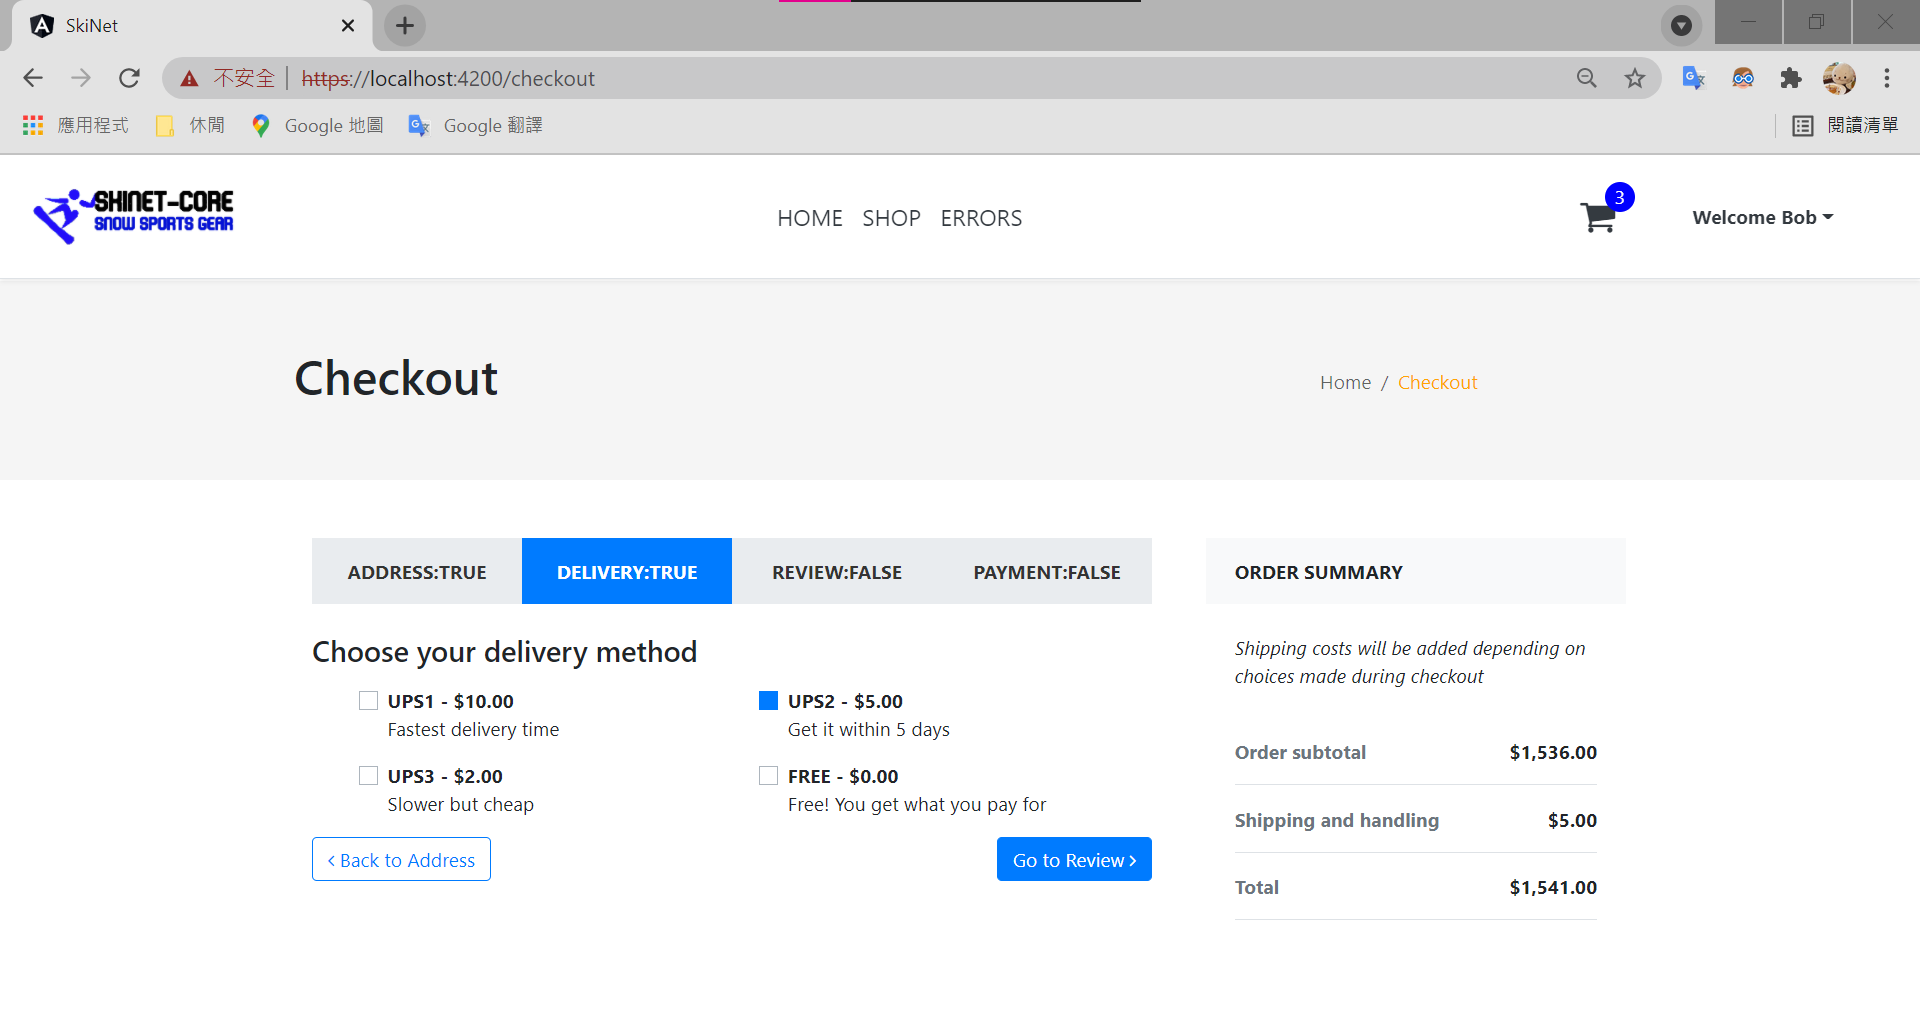 SkiNet
不安全 https://localhost:4200/checkout
應用程式 休閒 Google 地圖 Google 翻譯 閱讀清單
SHINET-CORE
SNOW SPORTS GEAR
HOME SHOP ERRORS
3
Welcome Bob
Checkout
Home / Checkout
ADDRESS:TRUE DELIVERY:TRUE REVIEW:FALSE PAYMENT:FALSE
Choose your delivery method
UPS1 - $10.00
Fastest delivery time
UPS2 - $5.00
Get it within 5 days
UPS3 - $2.00
Slower but cheap
FREE - $0.00
Free! You get what you pay for
Back to Address
Go to Review
ORDER SUMMARY
Shipping costs will be added depending on
choices made during checkout
Order subtotal $1,536.00
Shipping and handling $5.00
Total $1,541.00